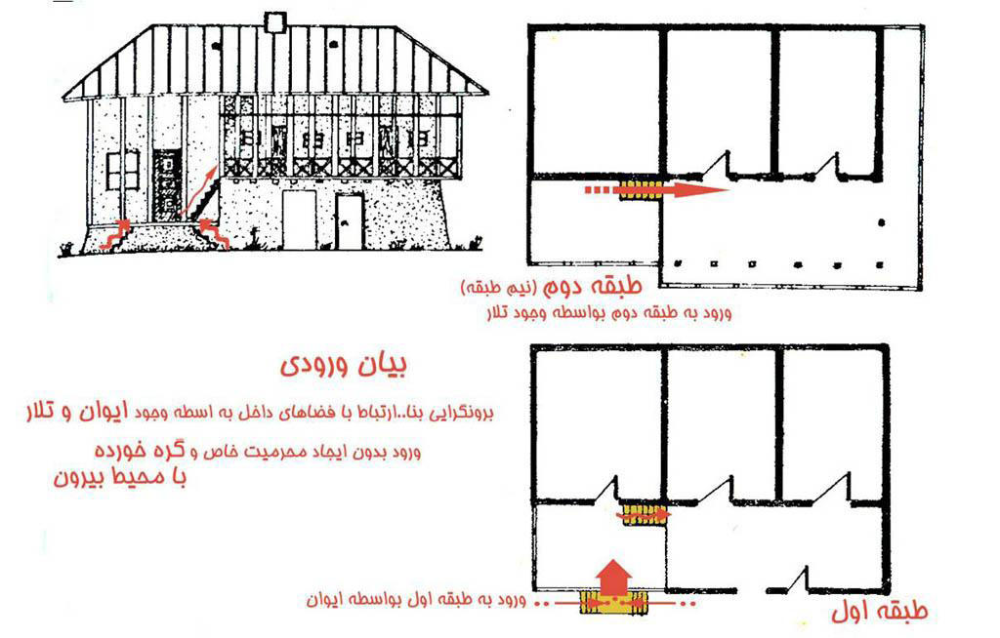 طبقه دوم (نیم طبقه)
ورود به طبقه دوم بواسطه وجود تلار
بیان ورودی
برونگرایی بنا..ارتباط با فضاهای داخل به اسطه وجود ایوان و تلار
ورود بدون ایجاد محرمیت خاص و گره خورده
با محیط بیرون
ورود به طبقه اول بواسطه ایوان
طبقه اول